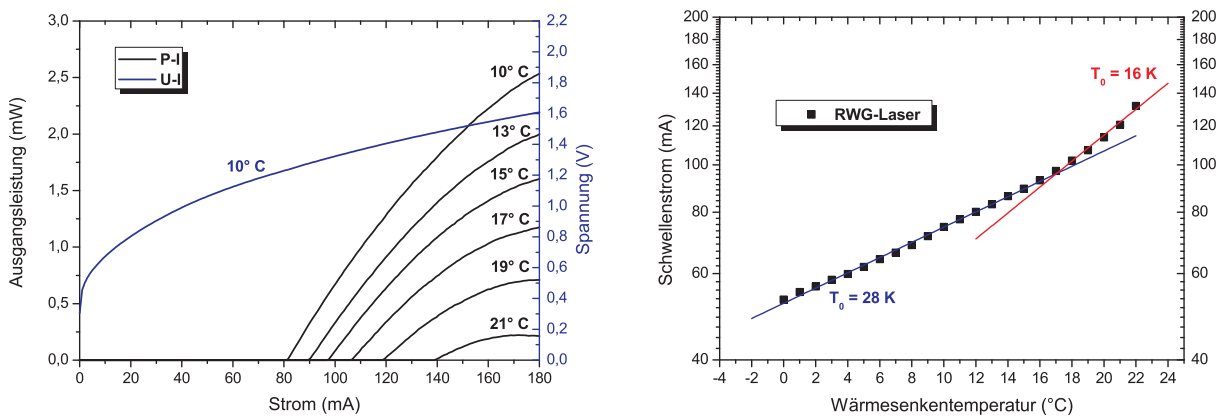 3,0
2,5
2,0
1,5
1,0
0,5
0,0
Ausgangsleistung (mW)
P-I
U-I
10° C
10° C
13° C
15° C
17° C
19° C
21° C
0 20 40 60 80 100 120 140 160 180
Strom (mA)
2,2
2,0
1,8
1,6
1,4
1,2
1,0
0,8
0,6
0,4
0,2
0,0
Spannung (V)
200
180
160
140
120
100
80
60
40
Schwellenstrom (mA)
RWG-Laser
T0 = 16 K
T0 = 28 K
-4 -2 0 2 4 6 8 10 12 14 16 18 20 22 24
Wärmesenkentemperatur (°C)
200
180
160
140
120
100
80
60
40